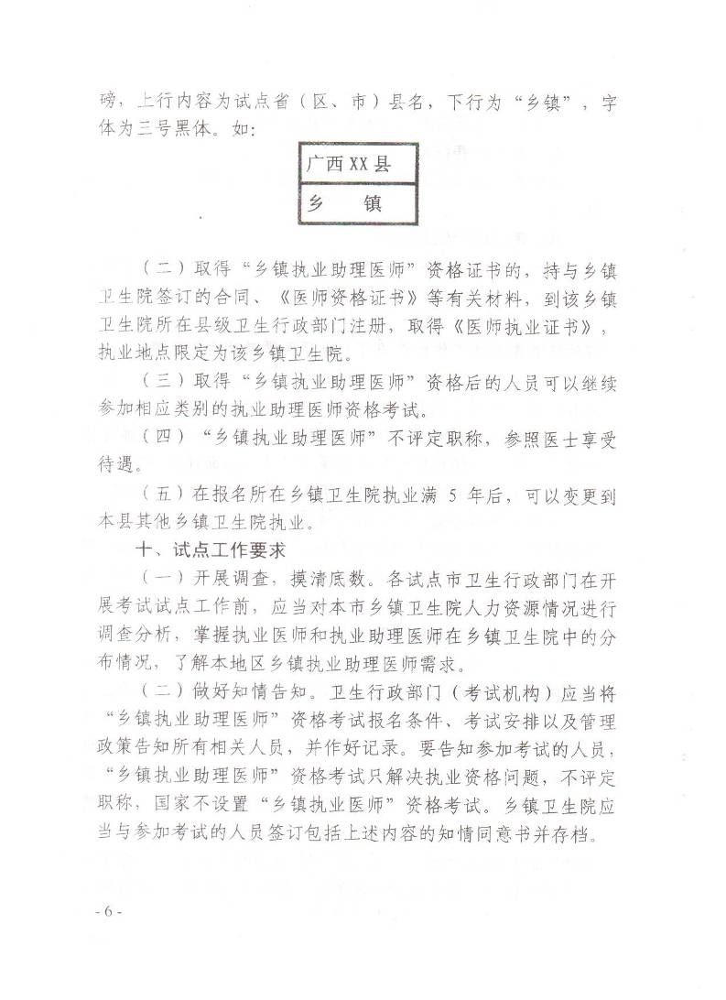 磅，上行内容为试点省（区、市）县名，下行为“乡镇”，字
体为三号黑体。如：
广西 XX 县
乡 镇
（二）取得“乡镇执业助理医师”资格证书的，持与乡镇
卫生院签订的合同、《医师资格证书》等有关材料，到该乡镇
卫生院所在县级卫生行政部门注册，取得《医师执业证书》，
执业地点限定为该乡镇卫生院。
（三）取得“乡镇执业助理医师”资格后的人员可以继续
参加相应类别的执业助理医师资格考试。
（四）“乡镇执业助理医师”不评定职称，参照医士享受
待遇。
（五）在报名所在乡镇卫生院执业满 5 年后，可以变更到
本县其他乡镇卫生院执业。
十、试点工作要求
（一）开展调查，摸清底数。各试点市卫生行政部门在开
展考试试点工作前，应当对本市乡镇卫生院人力资源情况进行
调查分析，掌握执业医师和执业助理医师在乡镇卫生院中的分
布情况，了解本地区乡镇执业助理医师需求。
（二）做好知情告知。卫生行政部门（考试机构）应当将
“乡镇执业助理医师”资格考试报名条件、考试安排以及管理
政策告知所有相关人员，并作好记录。要告知参加考试的人员，
“乡镇执业助理医师”资格考试只解决执业资格问题，不评定
职称，国家不设置“乡镇执业医师”资格考试。乡镇卫生院应
当与参加考试的人员签订包括上述内容的知情同意书并存档。
- 6 -